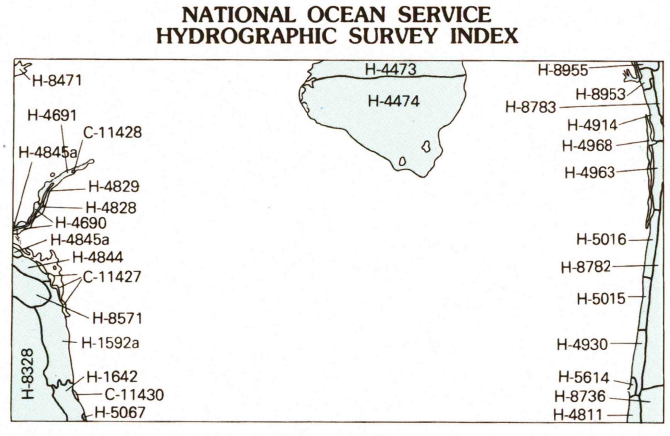 NATIONAL OCEAN SERVICE
HYDROGRAPHIC SURVEY INDEX
H-8471
H-4691
C-11428
H-4845a
H-4829
H-4828
H-4690
H-4845a
H-4844
C-11427
H-8571
H-1592a
H-8328
H-1642
C-11430
H-5067
H-4473
H-4474
H-8955
H-8953
H-8783
H-4914
H-4968
H-4963
H-5016
H-8782
H-5015
H-4930
H-5614
H-8736
H-4811